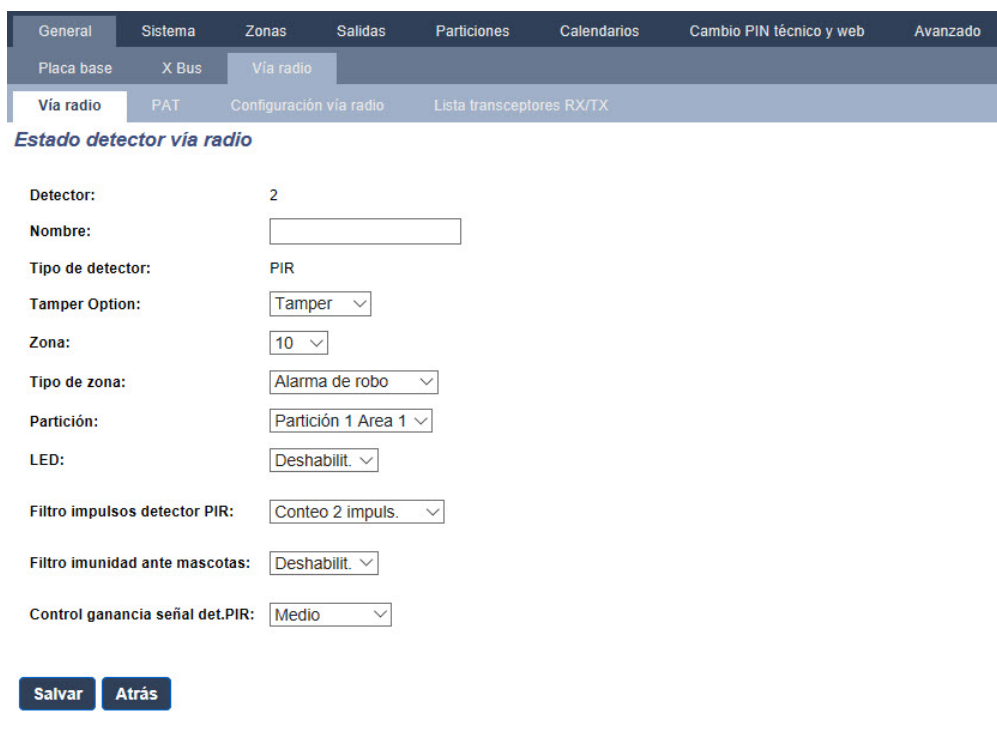 General Sistema Zonas Salidas Particiones Calendarios Cambio PIN técnico y web Avanzado
Placa base X Bus Vía radio
Vía radio PAT Configuración vía radio Lista transceptores RX/TX
Estado detector vía radio
Detector: 2
Nombre:
Tipo de detector: PIR
Tamper Option: Tamper
Zona: 10
Tipo de zona: Alarma de robo
Partición: Partición 1 Area 1
LED: Deshabilit.
Filtro impulsos detector PIR: Conteo 2 impuls.
Filtro imunidad ante mascotas: Deshabilit.
Control ganancia señal det.PIR: Medio
Salvar Atrás